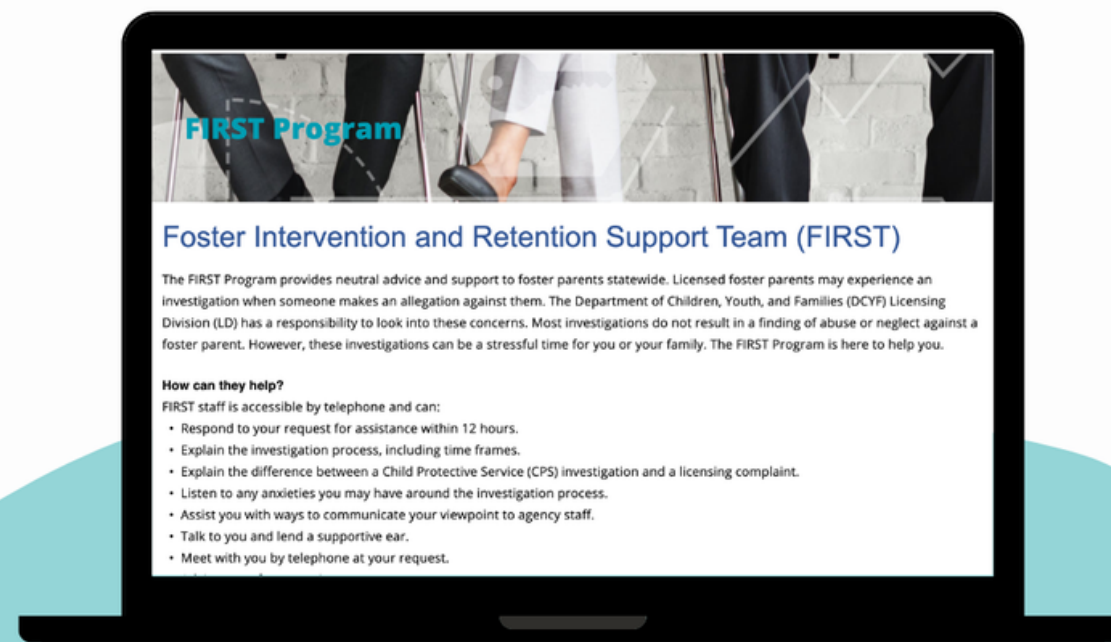 FIRST Program
Foster Intervention and Retention Support Team (FIRST)
The FIRST Program provides neutral advice and support to foster parents statewide. Licensed foster parents may experience an
investigation when someone makes an allegation against them. The Department of Children, Youth, and Families (DCYF) Licensing
Division (LD) has a responsibility to look into these concerns. Most investigations do not result in a finding of abuse or neglect against a
foster parent. However, these investigations can be a stressful time for you or your family. The FIRST Program is here to help you.
How can they help?
FIRST staff is accessible by telephone and can:
• Respond to your request for assistance within 12 hours.
• Explain the investigation process, including time frames.
• Explain the difference between a Child Protective Service (CPS) investigation and a licensing complaint.
• Listen to any anxieties you may have around the investigation process.
• Assist you with ways to communicate your viewpoint to agency staff.
• Talk to you and lend a supportive ear.
• Meet with you by telephone at your request.